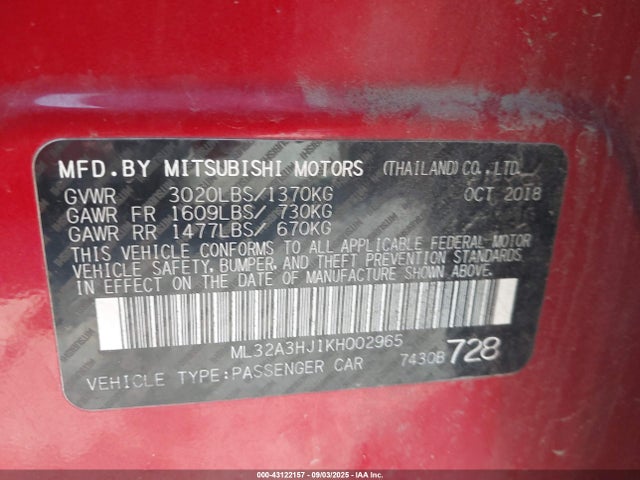 MFD.BY MITSUBISHI MOTORS (THAILAND) CO., LTD.
GVWR 3020LBS/1370KG OCT 2018
GAWR FR 1609LBS/ 730KG
GAWR RR 1477LBS/ 670KG
THIS VEHICLE CONFORMS TO ALL APPLICABLE FEDERAL MOTOR
VEHICLE SAFETY, BUMPER, AND THEFT PREVENTION STANDARDS
IN EFFECT ON THE DATE OF MANUFACTURE SHOWN ABOVE.
ML32A3HJ1KH002965
VEHICLE TYPE:PASSENGER CAR 7430B 728
000-43122157 - 09/03/2025 - IAAI.com